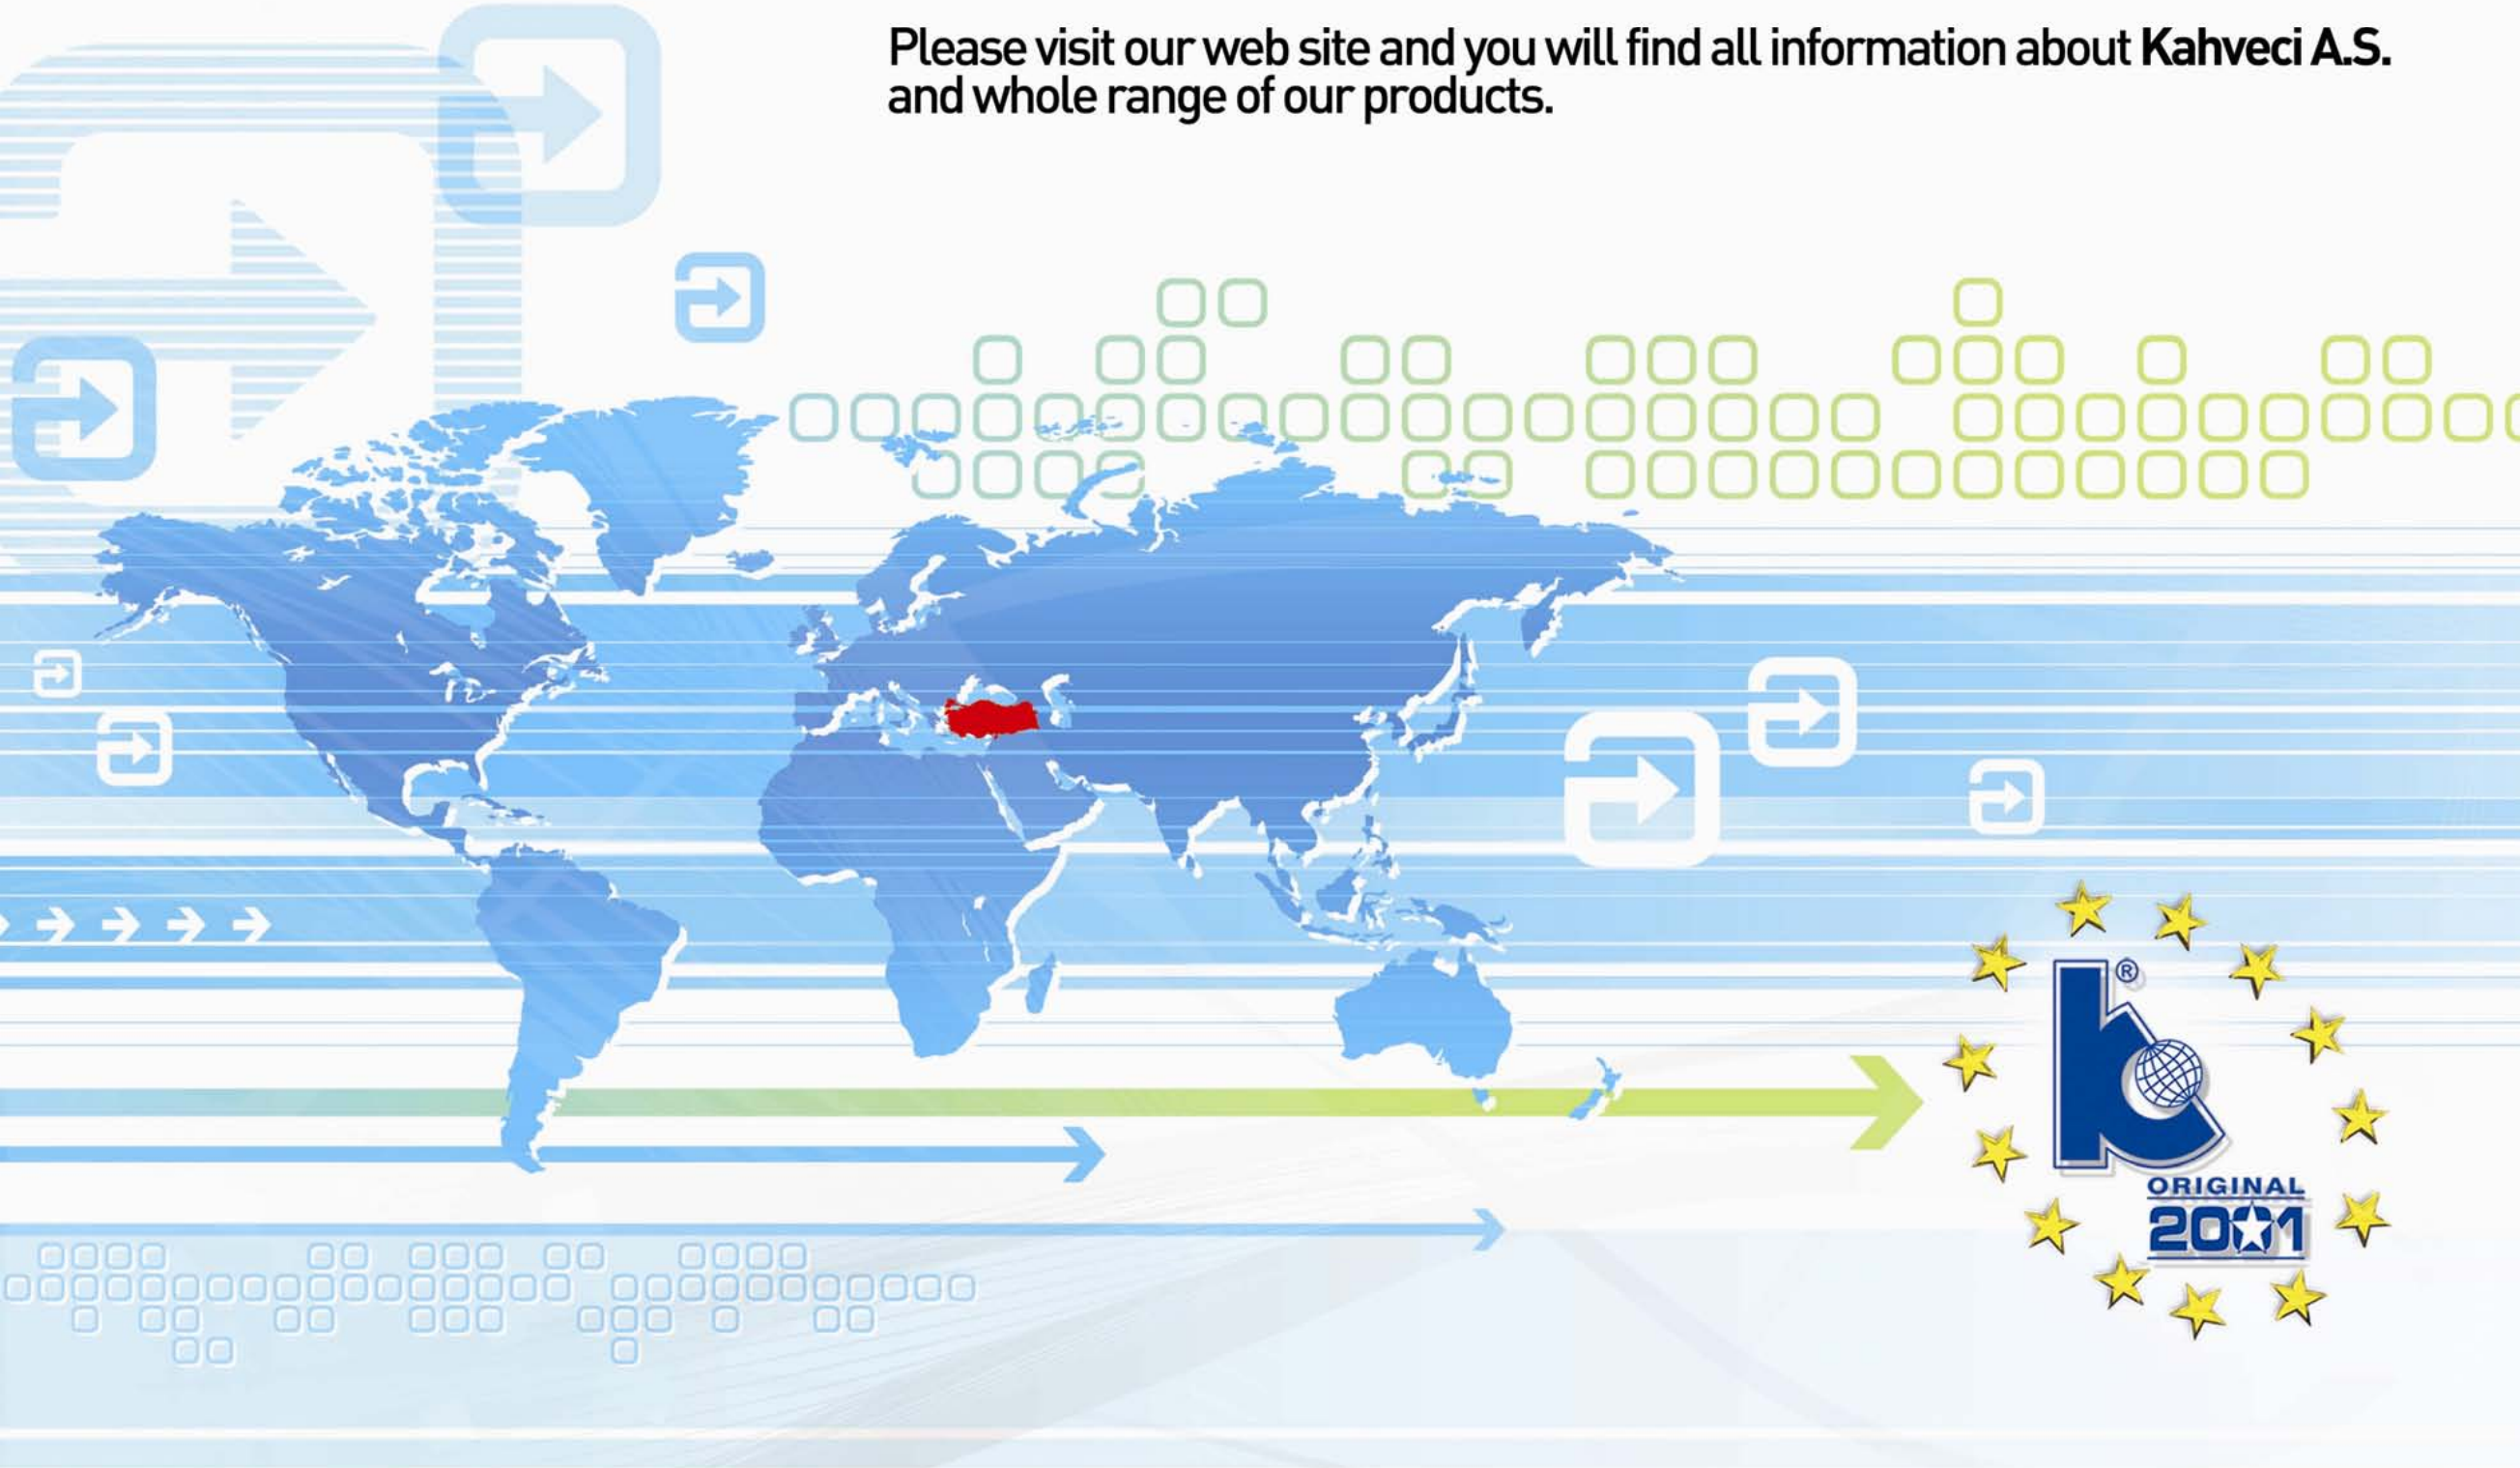 Please visit our web site and you will find all information about Kahveci A.S.
and whole range of our products.
k®
ORIGINAL
2001